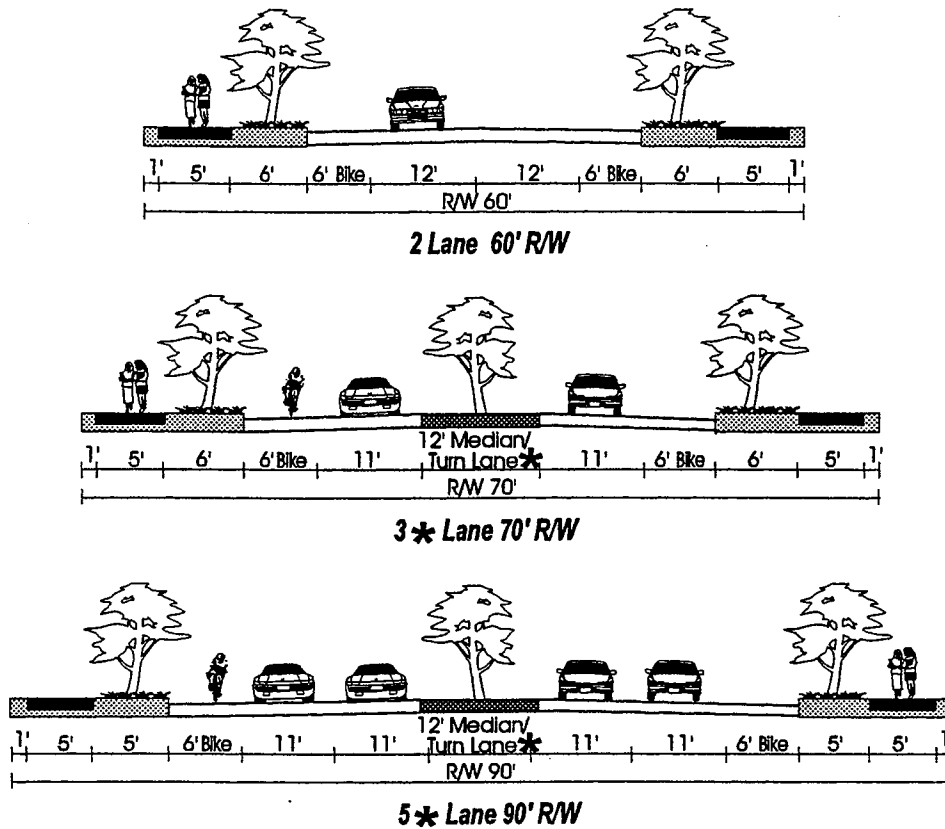 1' 5' 6' 6' Bike 12' 12' 6' Bike 6' 5' 1'
R/W 60'
2 Lane 60' R/W
12' Median/
1' 5' 6' 6' Bike 11' Turn Lane* 11' 6' Bike 6' 5' 1'
R/W 70'
3* Lane 70' R/W
12' Median/
1' 5' 5' 6' Bike 11' 11' Turn Lane* 11' 11' 6' Bike 5' 5' 1
R/W 90'
5* Lane 90' R/W